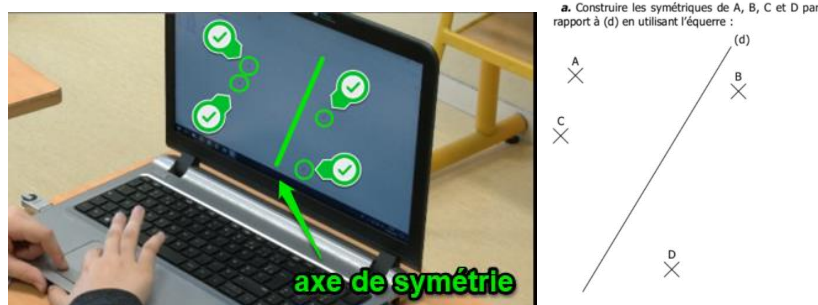 axe de symétrie
a. Construire les symétriques de A, B, C et D par
rapport à (d) en utilisant l'équerre :
(d)
A
B
C
D